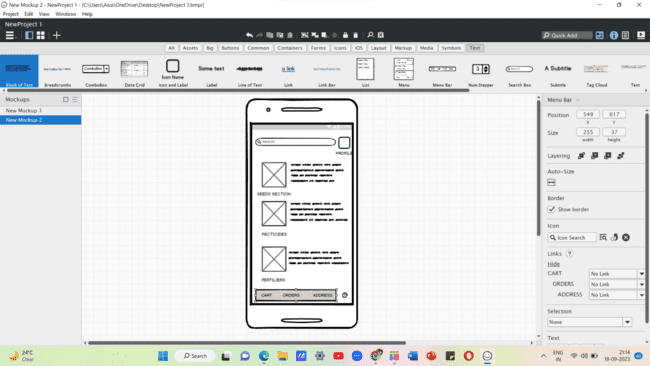 New Mockup 2 - NewProject 1 - [C:\Users\Asus\OneDrive\Desktop\NewProject 1.bmpr]
Project Edit View Windows Help
NewProject 1
Quick Add
All Assets Big Buttons Common Containers Forms Icons iOS Layout Markup Media Symbols Text
ComboBox
Icon Name
Some text
a link
A Subtitle
Block of Text Breadcrumbs ComboBox Data Grid Icon and Label Label Line of Text Link Link Bar List Menu Menu Bar Num.Stepper Search Box Subtitle Tag Cloud Text
Mockups
New Mockup 1
New Mockup 2
search
PROFILE
SEEDS SECTION
PECTICIDES
FERTILIERS
CART ORDERS ADDRESS
Menu Bar
Position 549 617
X Y
Size 255 37
width height
Layering
Auto-Size
Border
Show border
Icon
Icon Search
Links ?
Hide
CART No Link
ORDERS No Link
ADDRESS No Link
Selection
None
Text
24°C
Clear
Search
ENG
IN
21:14
18-09-2023